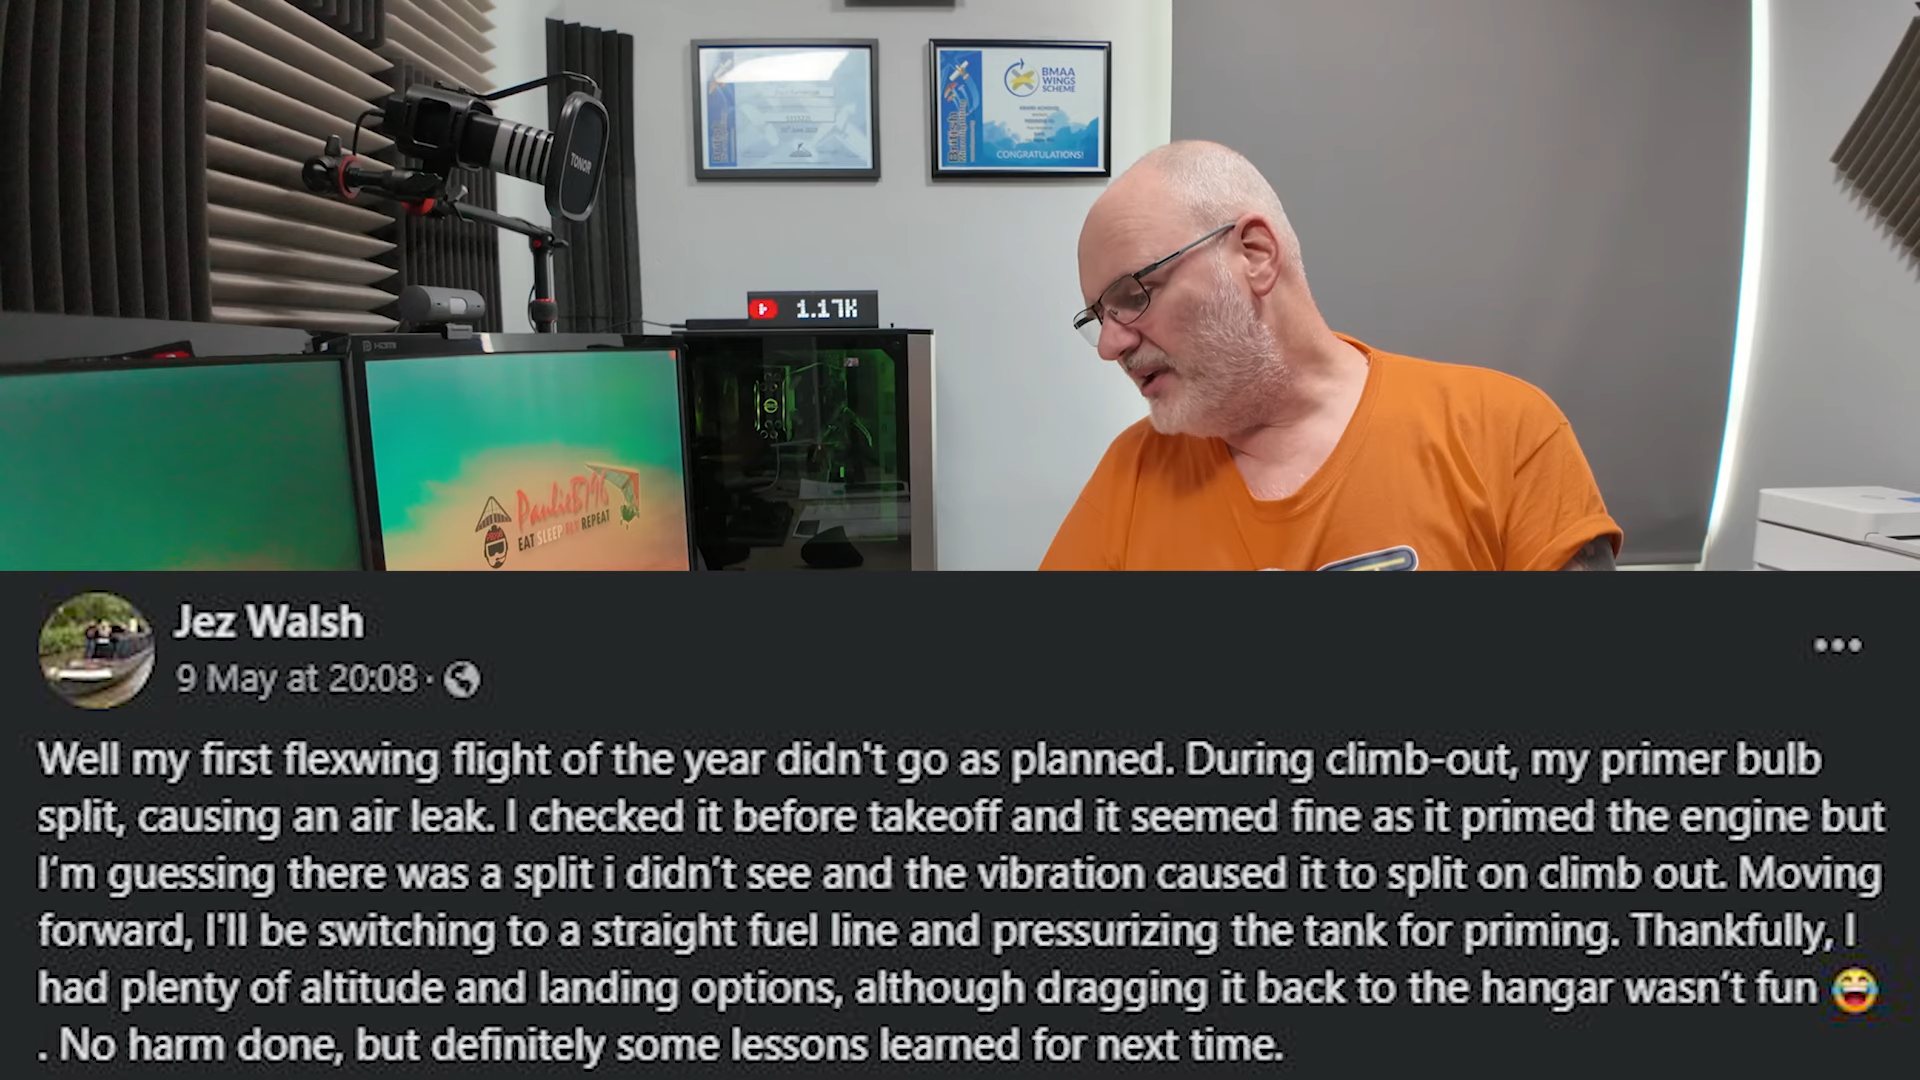 BMAA
WINGS
SCHEME
CONGRATULATIONS!
TONOR
1.17K
HDMI
PaulieB796
EAT SLEEP FLY REPEAT
Jez Walsh
9 May at 20:08 ·
Well my first flexwing flight of the year didn't go as planned. During climb-out, my primer bulb
split, causing an air leak. I checked it before takeoff and it seemed fine as it primed the engine but
I'm guessing there was a split i didn't see and the vibration caused it to split on climb out. Moving
forward, I'll be switching to a straight fuel line and pressurizing the tank for priming. Thankfully, I
had plenty of altitude and landing options, although dragging it back to the hangar wasn't fun 😂
. No harm done, but definitely some lessons learned for next time.